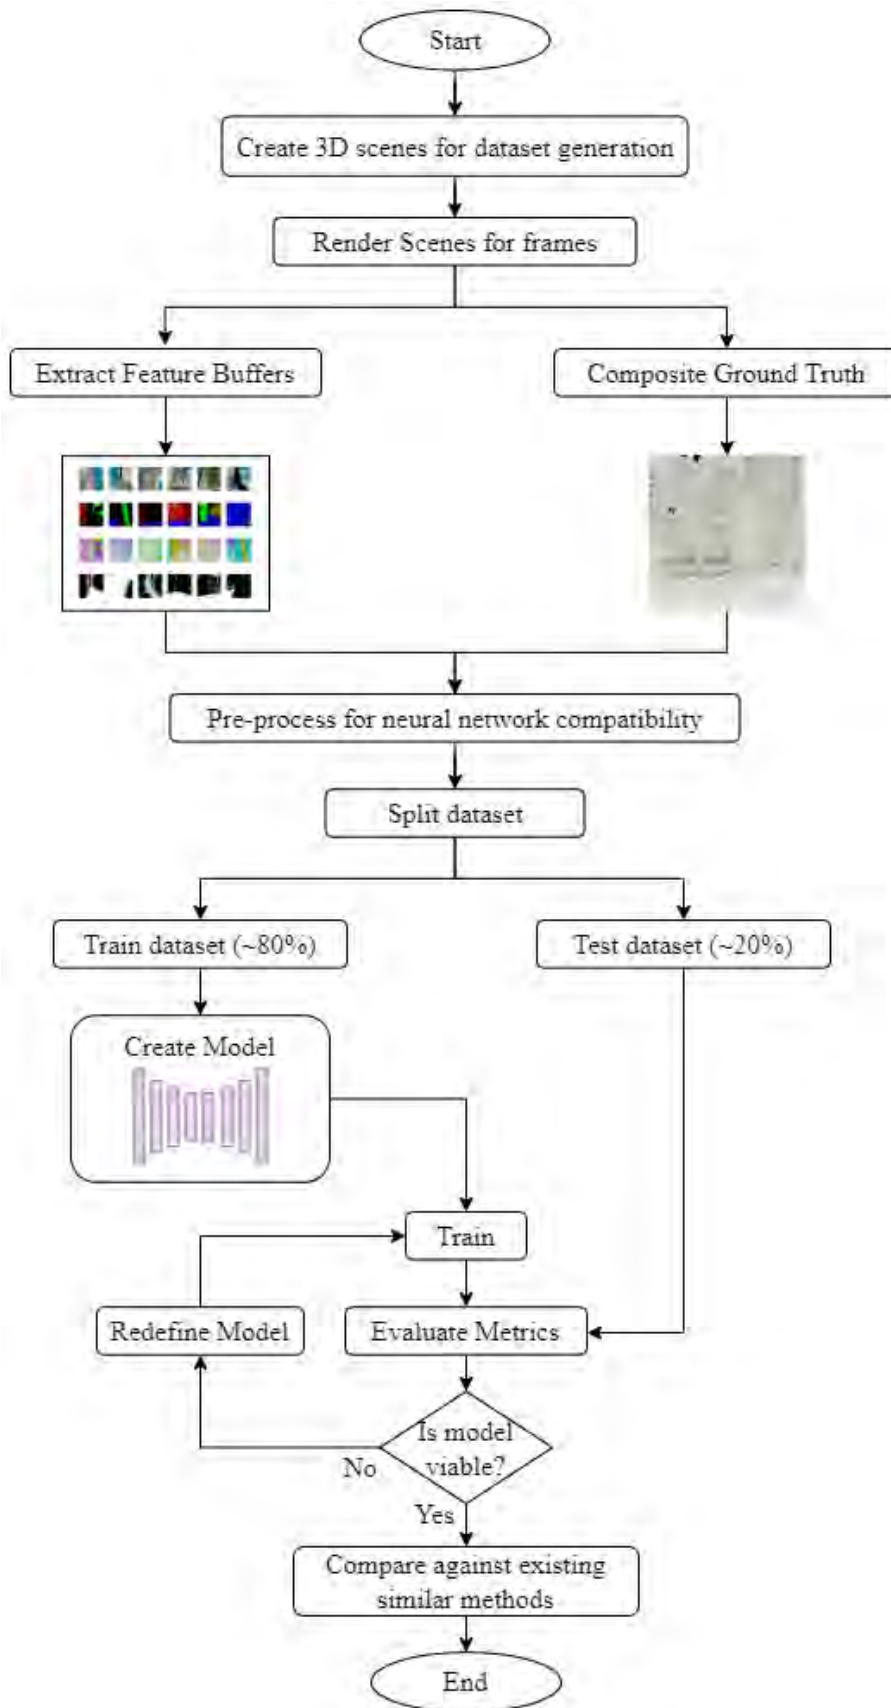 Start
Create 3D scenes for dataset generation
Render Scenes for frames
Extract Feature Buffers
Composite Ground Truth
Pre-process for neural network compatibility
Split dataset
Train dataset (~80%)
Test dataset (~20%)
Create Model
Train
Redefine Model
Evaluate Metrics
Is model
viable?
No
Yes
Compare against existing
similar methods
End